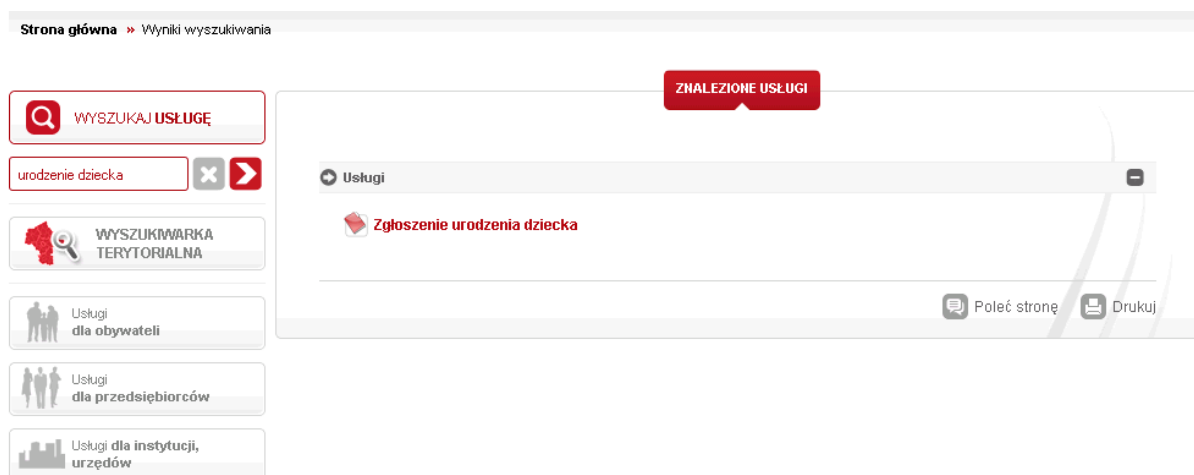 Strona główna » Wyniki wyszukiwania
ZNALEZIONE USŁUGI
WYSZUKAJ USŁUGĘ
urodzenie dziecka
Usługi
Zgłoszenie urodzenia dziecka
WYSZUKIWARKA
TERYTORIALNA
Poleć stronę
Drukuj
Usługi
dla obywateli
Usługi
dla przedsiębiorców
Usługi dla instytucji,
urzędów